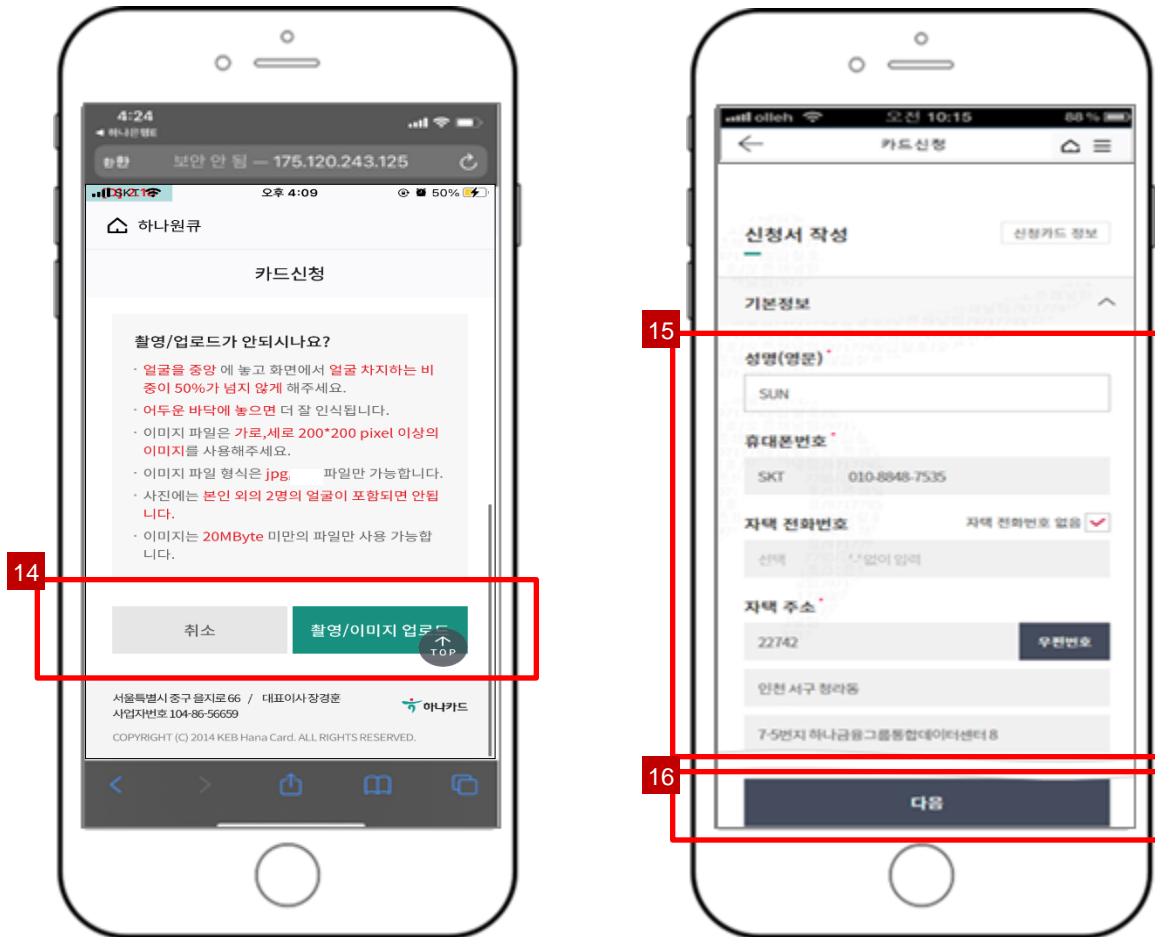 4:24
◀ 하나은행
한 보안 안 됨 — 175.120.243.125
SKT 오후 4:09 50%
하나원큐
카드신청
촬영/업로드가 안되시나요?
· 얼굴을 중앙 에 놓고 화면에서 얼굴 차지하는 비
중이 50%가 넘지 않게 해주세요.
· 어두운 바닥에 놓으면 더 잘 인식됩니다.
· 이미지 파일은 가로,세로 200*200 pixel 이상의
이미지를 사용해주세요.
· 이미지 파일 형식은 jpg, 파일만 가능합니다.
· 사진에는 본인 외의 2명의 얼굴이 포함되면 안됩
니다.
· 이미지는 20MByte 미만의 파일만 사용 가능합
니다.
14
취소 촬영/이미지 업로드
TOP
서울특별시 중구 을지로 66 / 대표이사 장경훈
사업자번호 104-86-56659
하나카드
COPYRIGHT (C) 2014 KEB Hana Card. ALL RIGHTS RESERVED.
olleh 오전 10:15 88%
카드신청
신청서 작성 신청카드 정보
기본정보
15
성명(영문)*
SUN
휴대폰번호*
SKT 010-8848-7535
자택 전화번호 자택 전화번호 없음
선택 '-' 없이 입력
자택 주소*
22742 우편번호
인천 서구 청라동
7-5번지 하나금융그룹통합데이터센터 8
16
다음